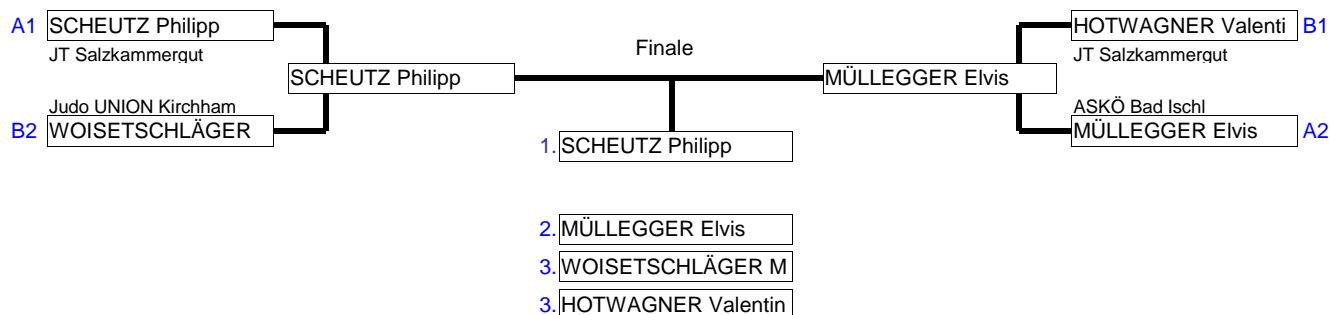 A1 SCHEUTZ Philipp
JT Salzkammergut
SCHEUTZ Philipp
Judo UNION Kirchham
B2 WOISETSCHLÄGER
Finale
HOTWAGNER Valenti B1
JT Salzkammergut
MÜLLEGGER Elvis
ASKÖ Bad Ischl
MÜLLEGGER Elvis A2
1. SCHEUTZ Philipp
2. MÜLLEGGER Elvis
3. WOISETSCHLÄGER M
3. HOTWAGNER Valentin